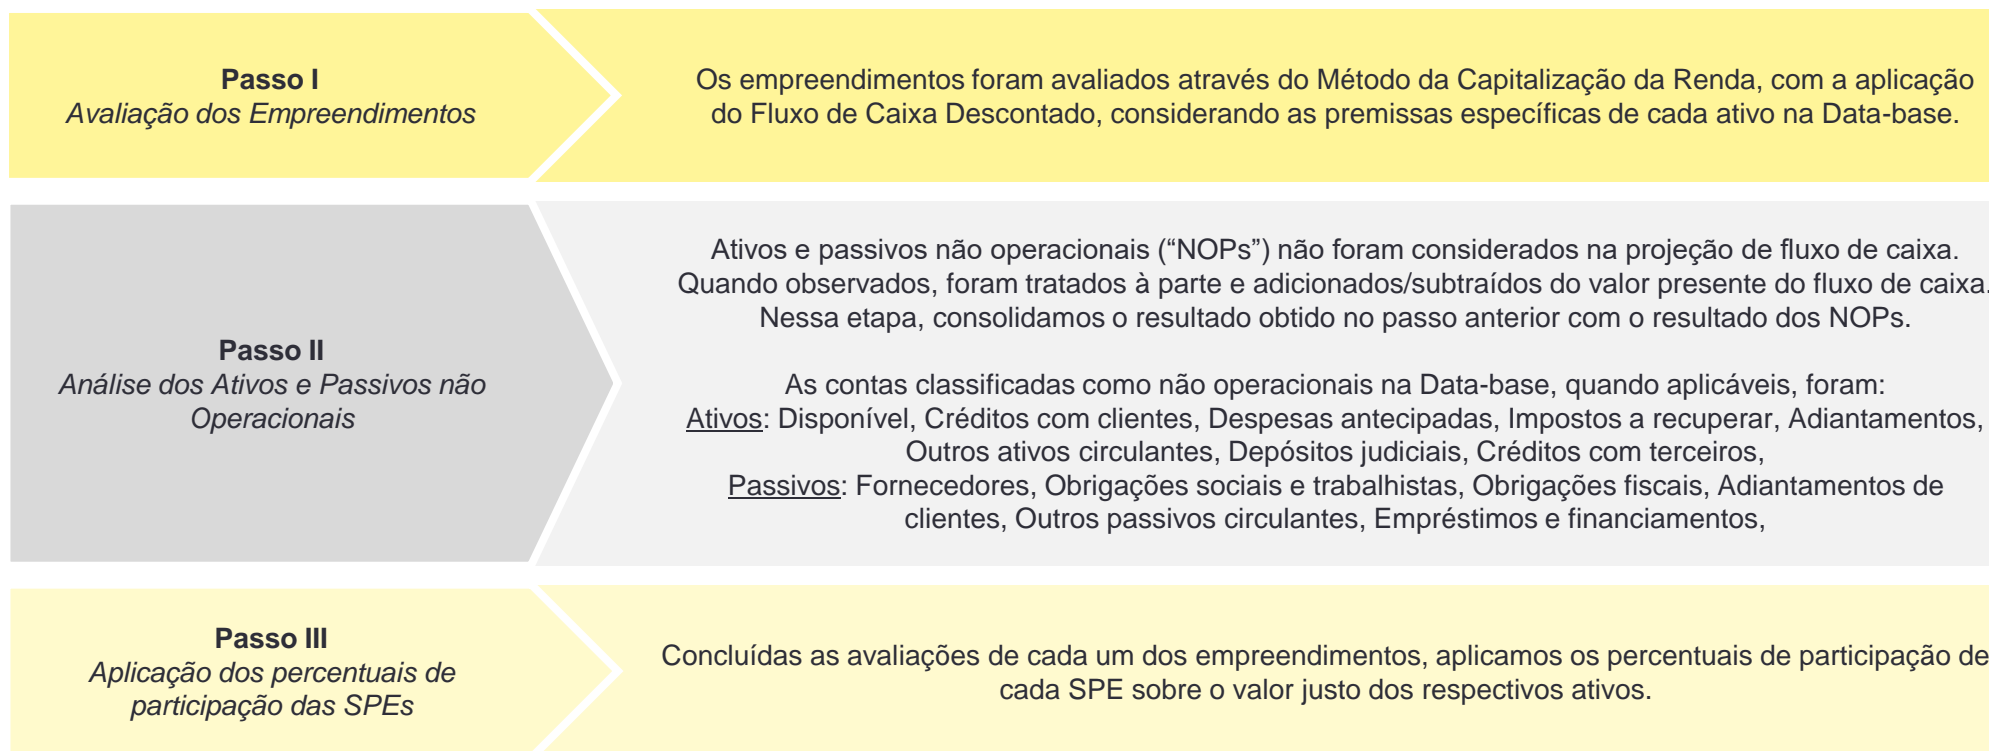 Passo I
Avaliação dos Empreendimentos
Os empreendimentos foram avaliados através do Método da Capitalização da Renda, com a aplicação
do Fluxo de Caixa Descontado, considerando as premissas específicas de cada ativo na Data-base.
Passo II
Análise dos Ativos e Passivos não
Operacionais
Ativos e passivos não operacionais (“NOPs”) não foram considerados na projeção de fluxo de caixa.
Quando observados, foram tratados à parte e adicionados/subtraídos do valor presente do fluxo de caixa.
Nessa etapa, consolidamos o resultado obtido no passo anterior com o resultado dos NOPs.
As contas classificadas como não operacionais na Data-base, quando aplicáveis, foram:
Ativos: Disponível, Créditos com clientes, Despesas antecipadas, Impostos a recuperar, Adiantamentos,
Outros ativos circulantes, Depósitos judiciais, Créditos com terceiros,
Passivos: Fornecedores, Obrigações sociais e trabalhistas, Obrigações fiscais, Adiantamentos de
clientes, Outros passivos circulantes, Empréstimos e financiamentos,
Passo III
Aplicação dos percentuais de
participação das SPEs
Concluídas as avaliações de cada um dos empreendimentos, aplicamos os percentuais de participação de
cada SPE sobre o valor justo dos respectivos ativos.